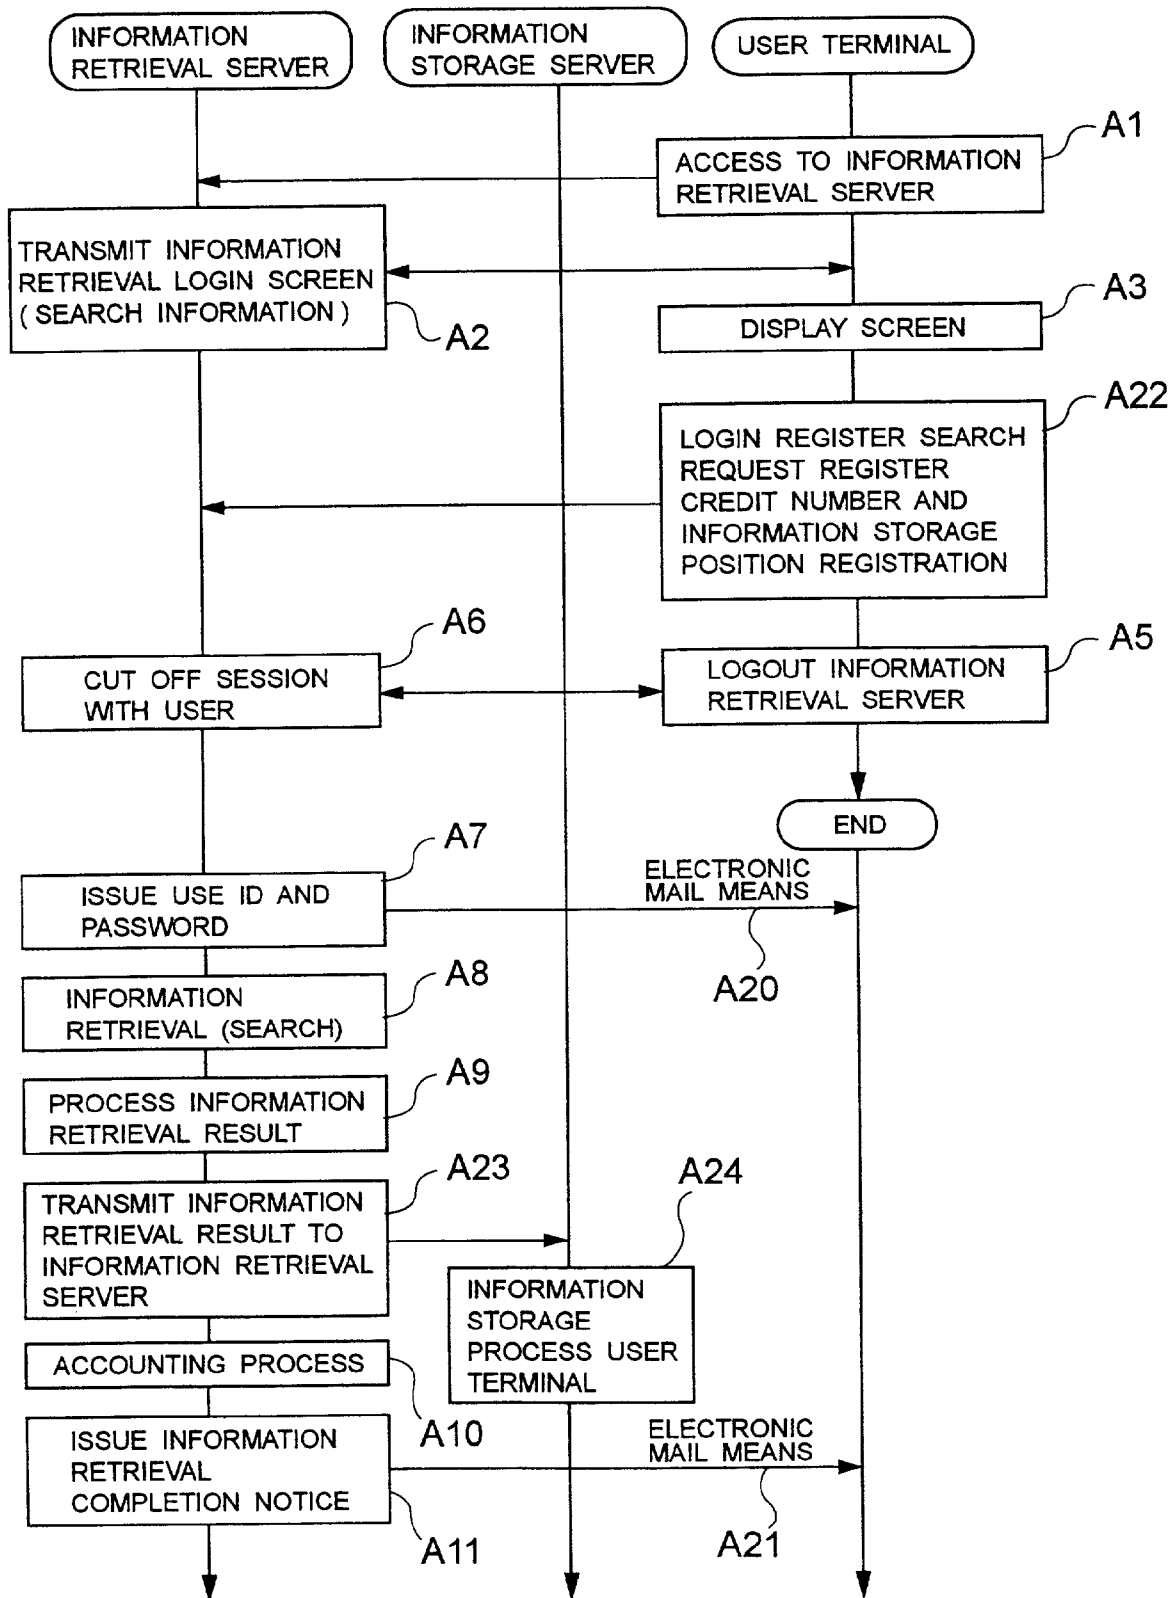 INFORMATION
RETRIEVAL SERVER
INFORMATION
STORAGE SERVER
USER TERMINAL
A1
ACCESS TO INFORMATION
RETRIEVAL SERVER
TRANSMIT INFORMATION
RETRIEVAL LOGIN SCREEN
(SEARCH INFORMATION)
A2
A3
DISPLAY SCREEN
A22
LOGIN REGISTER SEARCH
REQUEST REGISTER
CREDIT NUMBER AND
INFORMATION STORAGE
POSITION REGISTRATION
A6
CUT OFF SESSION
WITH USER
A5
LOGOUT INFORMATION
RETRIEVAL SERVER
END
A7
ISSUE USE ID AND
PASSWORD
ELECTRONIC
MAIL MEANS
A20
A8
INFORMATION
RETRIEVAL (SEARCH)
A9
PROCESS INFORMATION
RETRIEVAL RESULT
A23
TRANSMIT INFORMATION
RETRIEVAL RESULT TO
INFORMATION RETRIEVAL
SERVER
A24
INFORMATION
STORAGE
PROCESS USER
TERMINAL
ACCOUNTING PROCESS
A10
ISSUE INFORMATION
RETRIEVAL
COMPLETION NOTICE
A11
ELECTRONIC
MAIL MEANS
A21